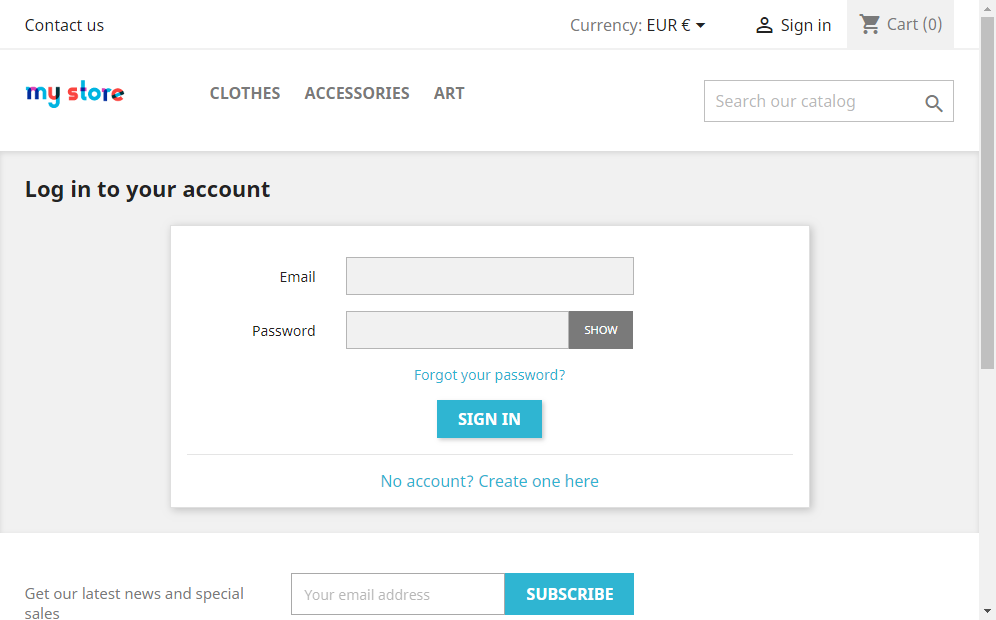 Contact us
Currency: EUR €
Sign in
Cart (0)
my store
CLOTHES
ACCESSORIES
ART
Search our catalog
Log in to your account
Email
Password
SHOW
Forgot your password?
SIGN IN
No account? Create one here
Get our latest news and special
sales
Your email address
SUBSCRIBE